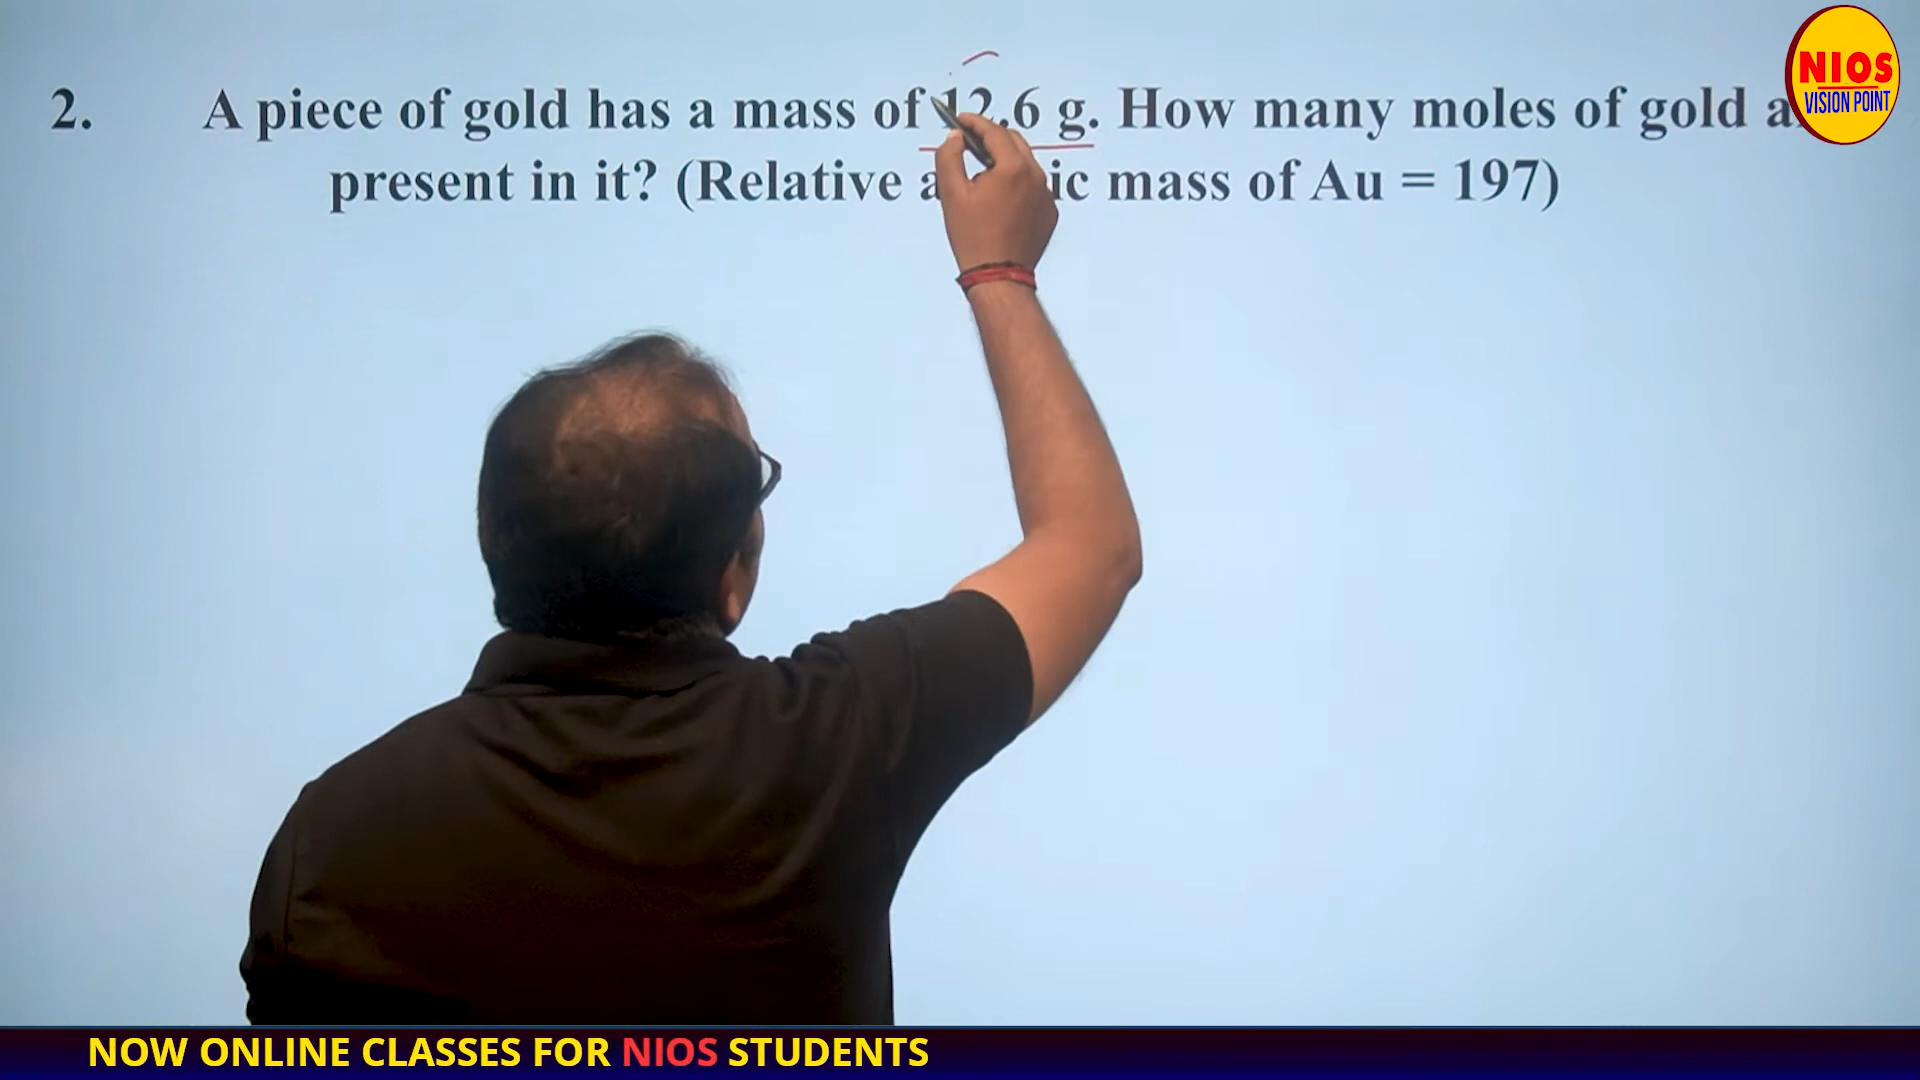 2. A piece of gold has a mass of 12.6 g. How many moles of gold
present in it? (Relative mass of Au = 197)
NIOS
VISION POINT
NOW ONLINE CLASSES FOR NIOS STUDENTS